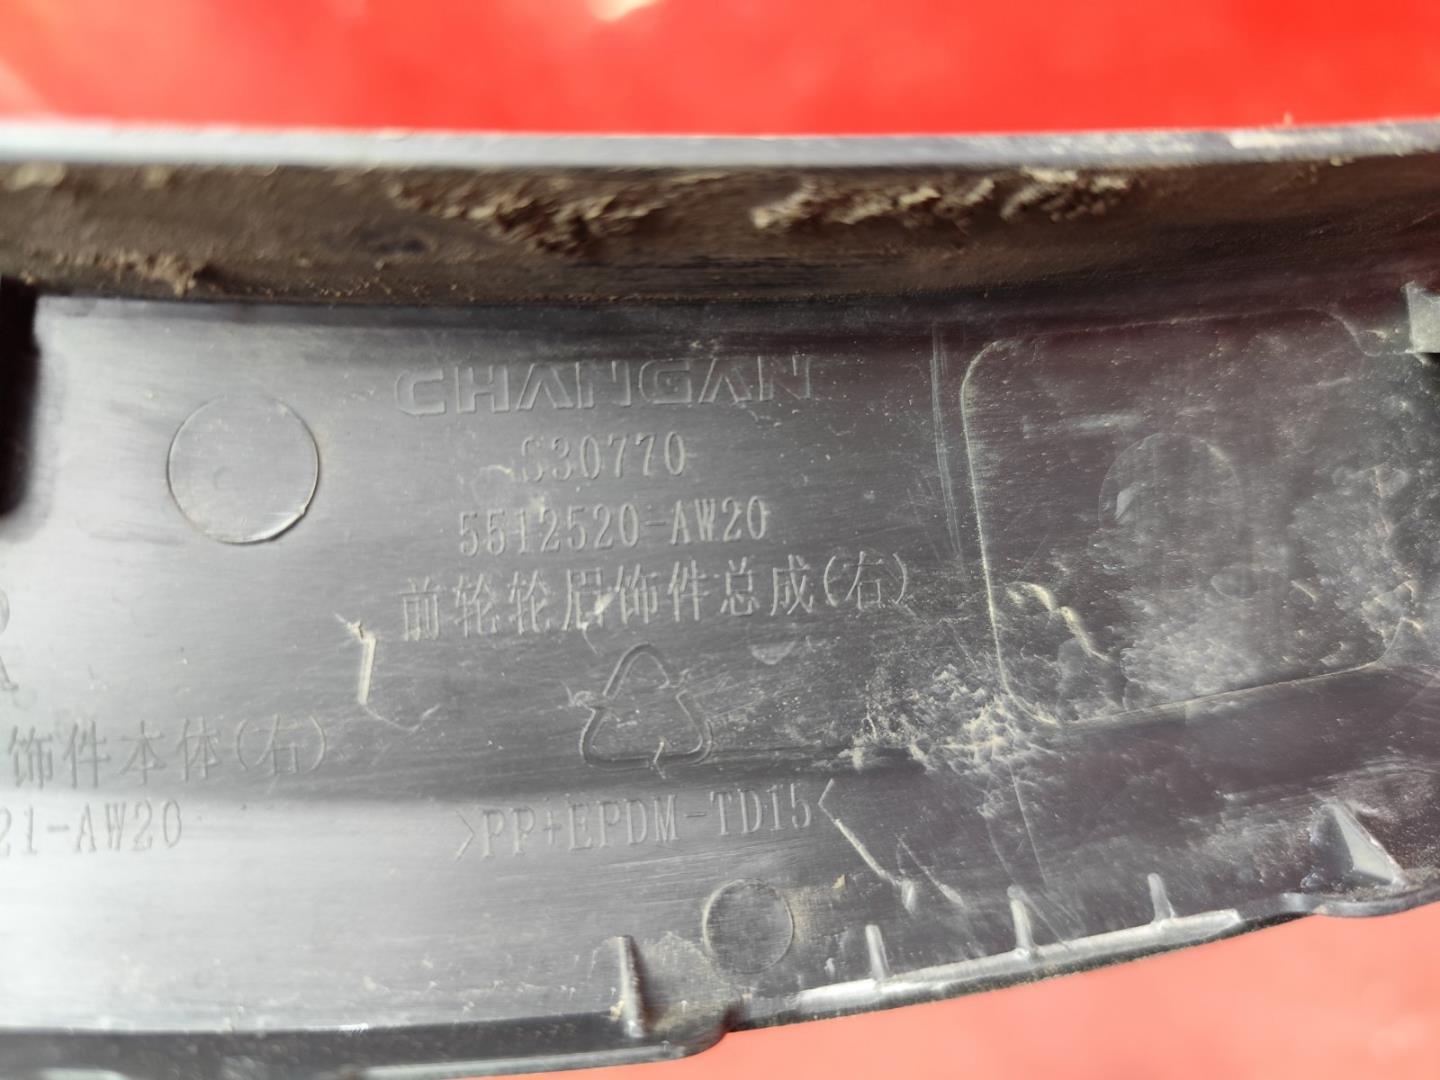 CHANGAN
S30770
5512520-AW20
前轮轮眉饰件总成(右)
饰件本体(右)
21-AW20
>PP+EPDM-TD15<